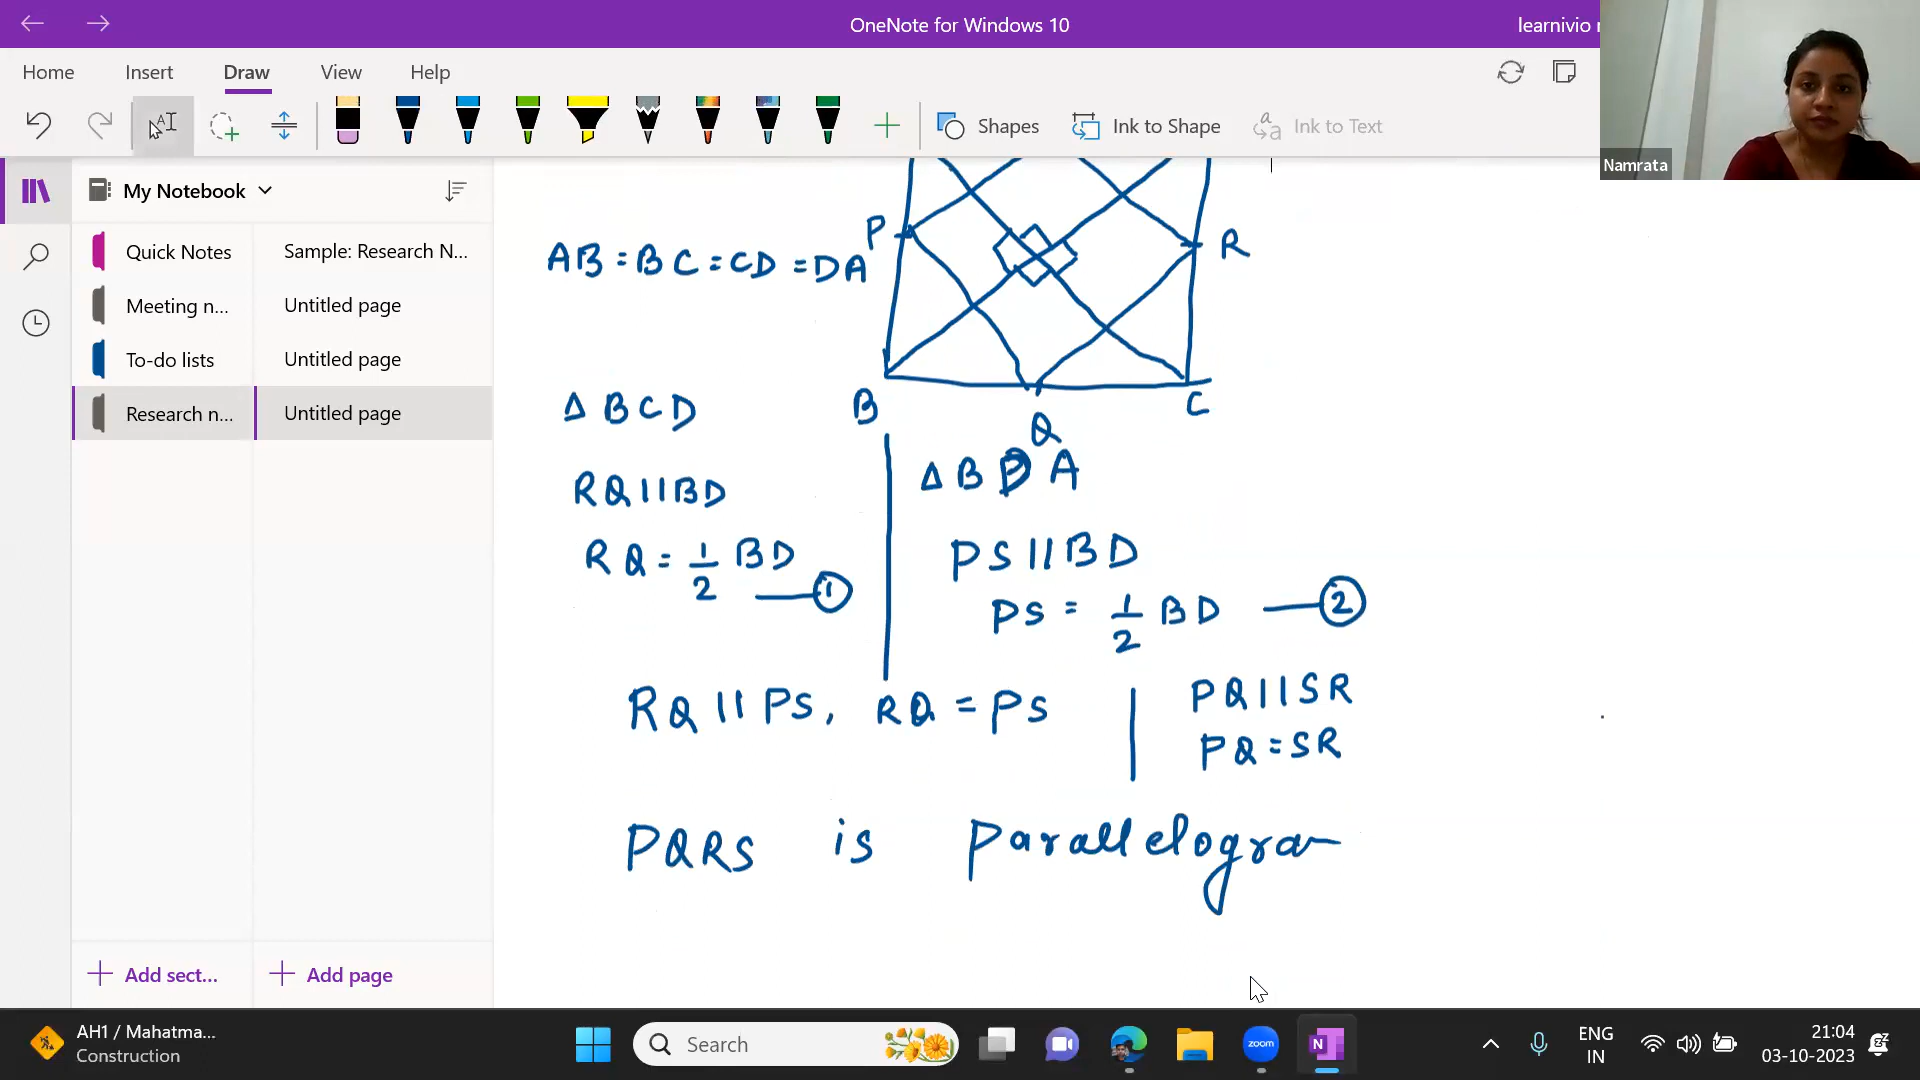 OneNote for Windows 10
learnivio
Home Insert Draw View Help
Shapes Ink to Shape Ink to Text
Namrata
My Notebook
Quick Notes
Meeting n...
To-do lists
Research n...
Sample: Research N...
Untitled page
Untitled page
Untitled page
P
R
AB = BC = CD = DA
B
C
Q
Δ BCD
RQ || BD
RQ = 1/2 BD — ①
Δ BDA
PS || BD
PS = 1/2 BD — ②
RQ || PS, RQ = PS
PQ || SR
PQ = SR
PQRS is Parallelogram
Add sect...
Add page
AH1 / Mahatma...
Construction
Search
zoom
N
ENG
IN
21:04
03-10-2023